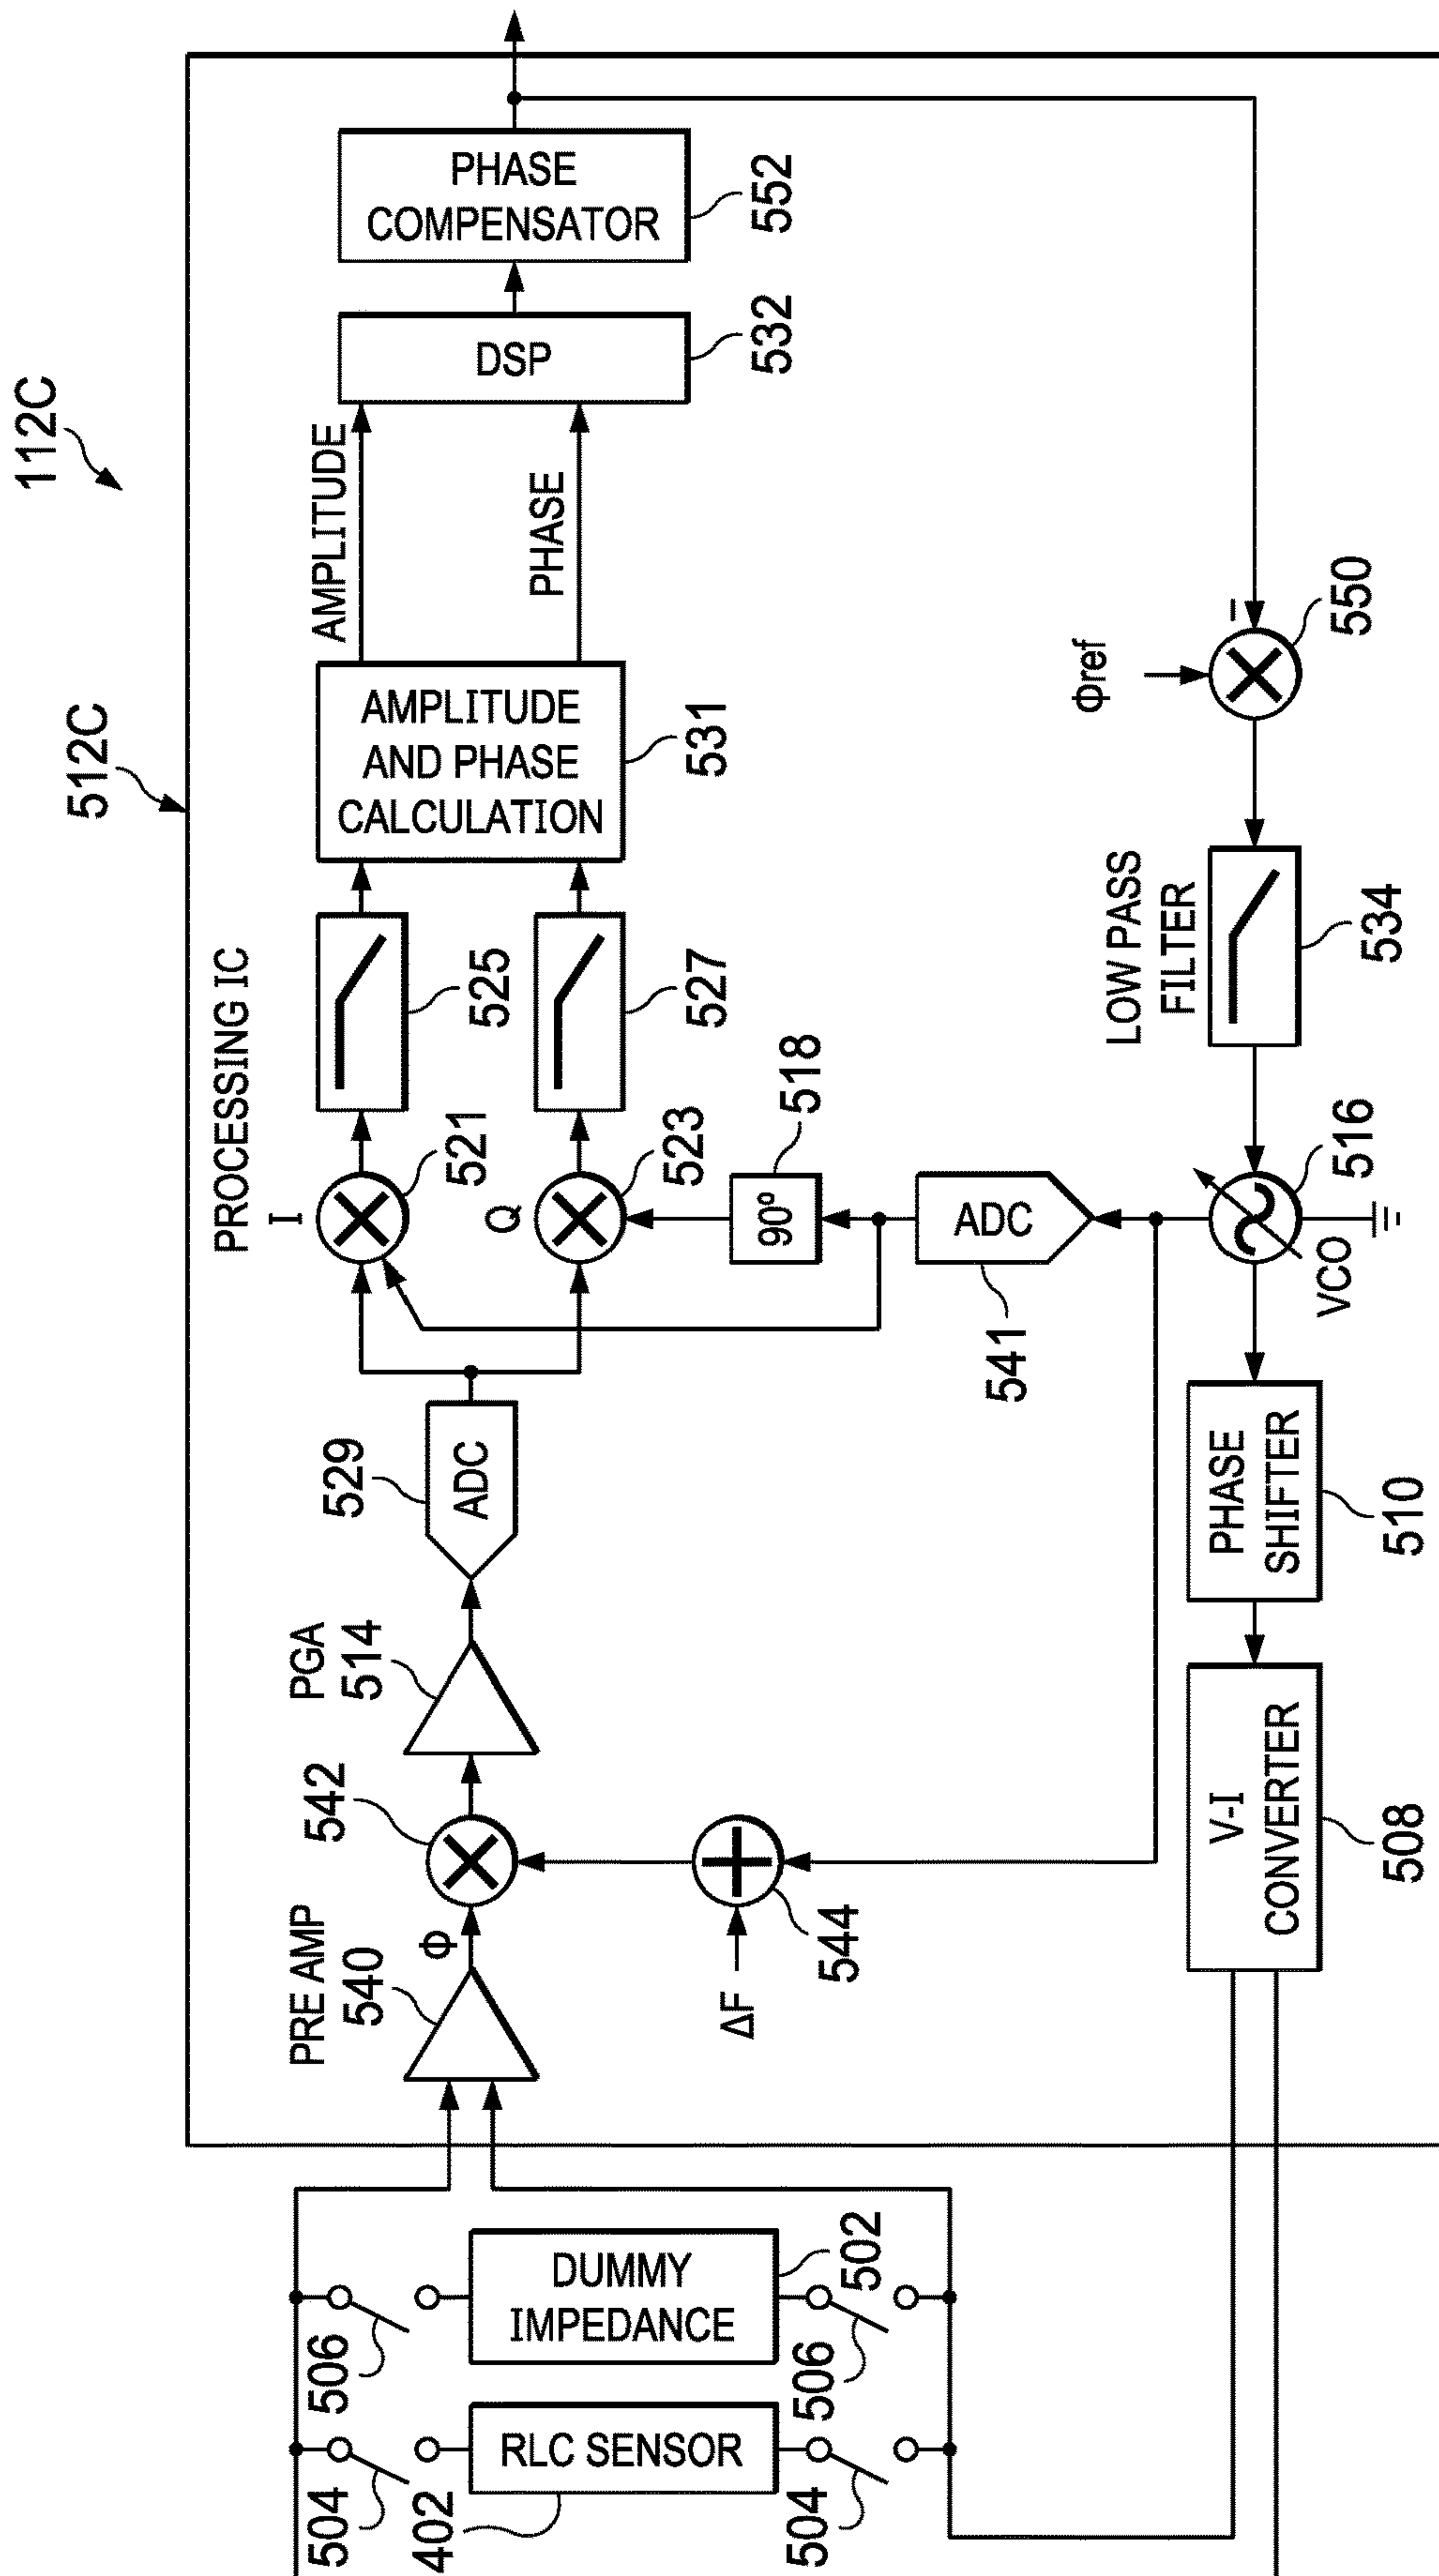 112C
512C
PROCESSING IC
504
402
RLC SENSOR
504
506
DUMMY
IMPEDANCE
502
506
PRE AMP
540
Φ
542
PGA
514
529
ADC
I
521
Q
523
525
527
AMPLITUDE
AND PHASE
CALCULATION
531
AMPLITUDE
PHASE
DSP
532
PHASE
COMPENSATOR
552
ΔF
544
90º
518
ADC
541
V-I
CONVERTER
508
PHASE
SHIFTER
510
VCO
516
LOW PASS
FILTER
534
Φref
–
550